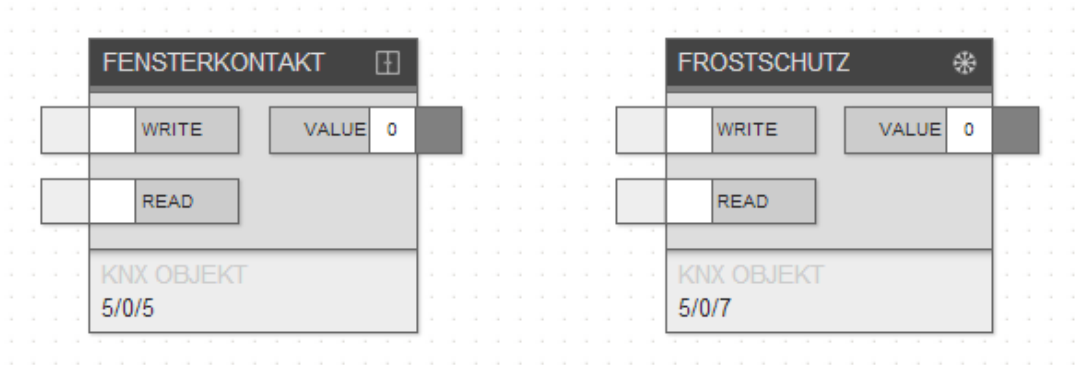 FENSTERKONTAKT
WRITE
VALUE 0
READ
KNX OBJEKT
5/0/5
FROSTSCHUTZ
WRITE
VALUE 0
READ
KNX OBJEKT
5/0/7